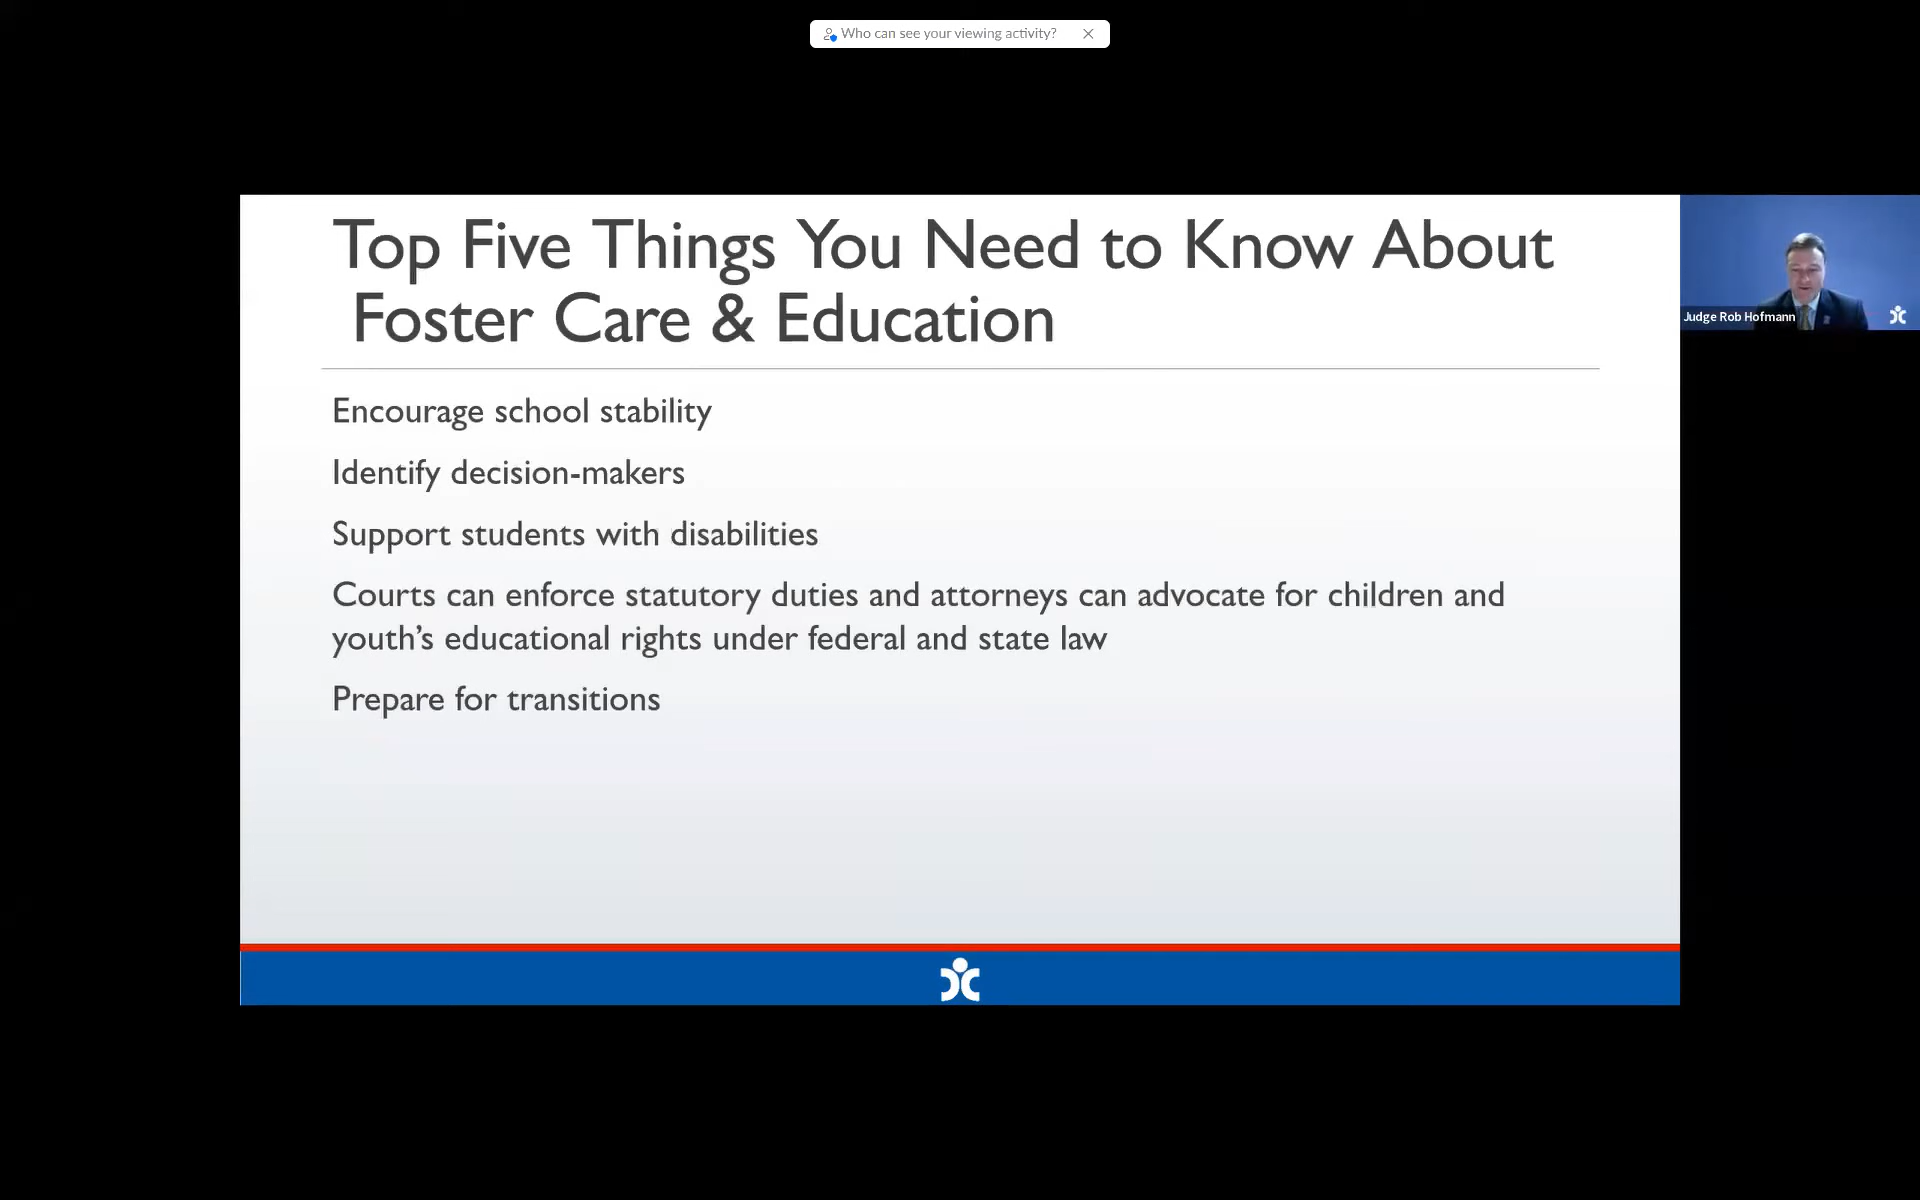 Who can see your viewing activity?
Top Five Things You Need to Know About
Foster Care & Education
Judge Rob Hofmann
Encourage school stability
Identify decision-makers
Support students with disabilities
Courts can enforce statutory duties and attorneys can advocate for children and
youth’s educational rights under federal and state law
Prepare for transitions